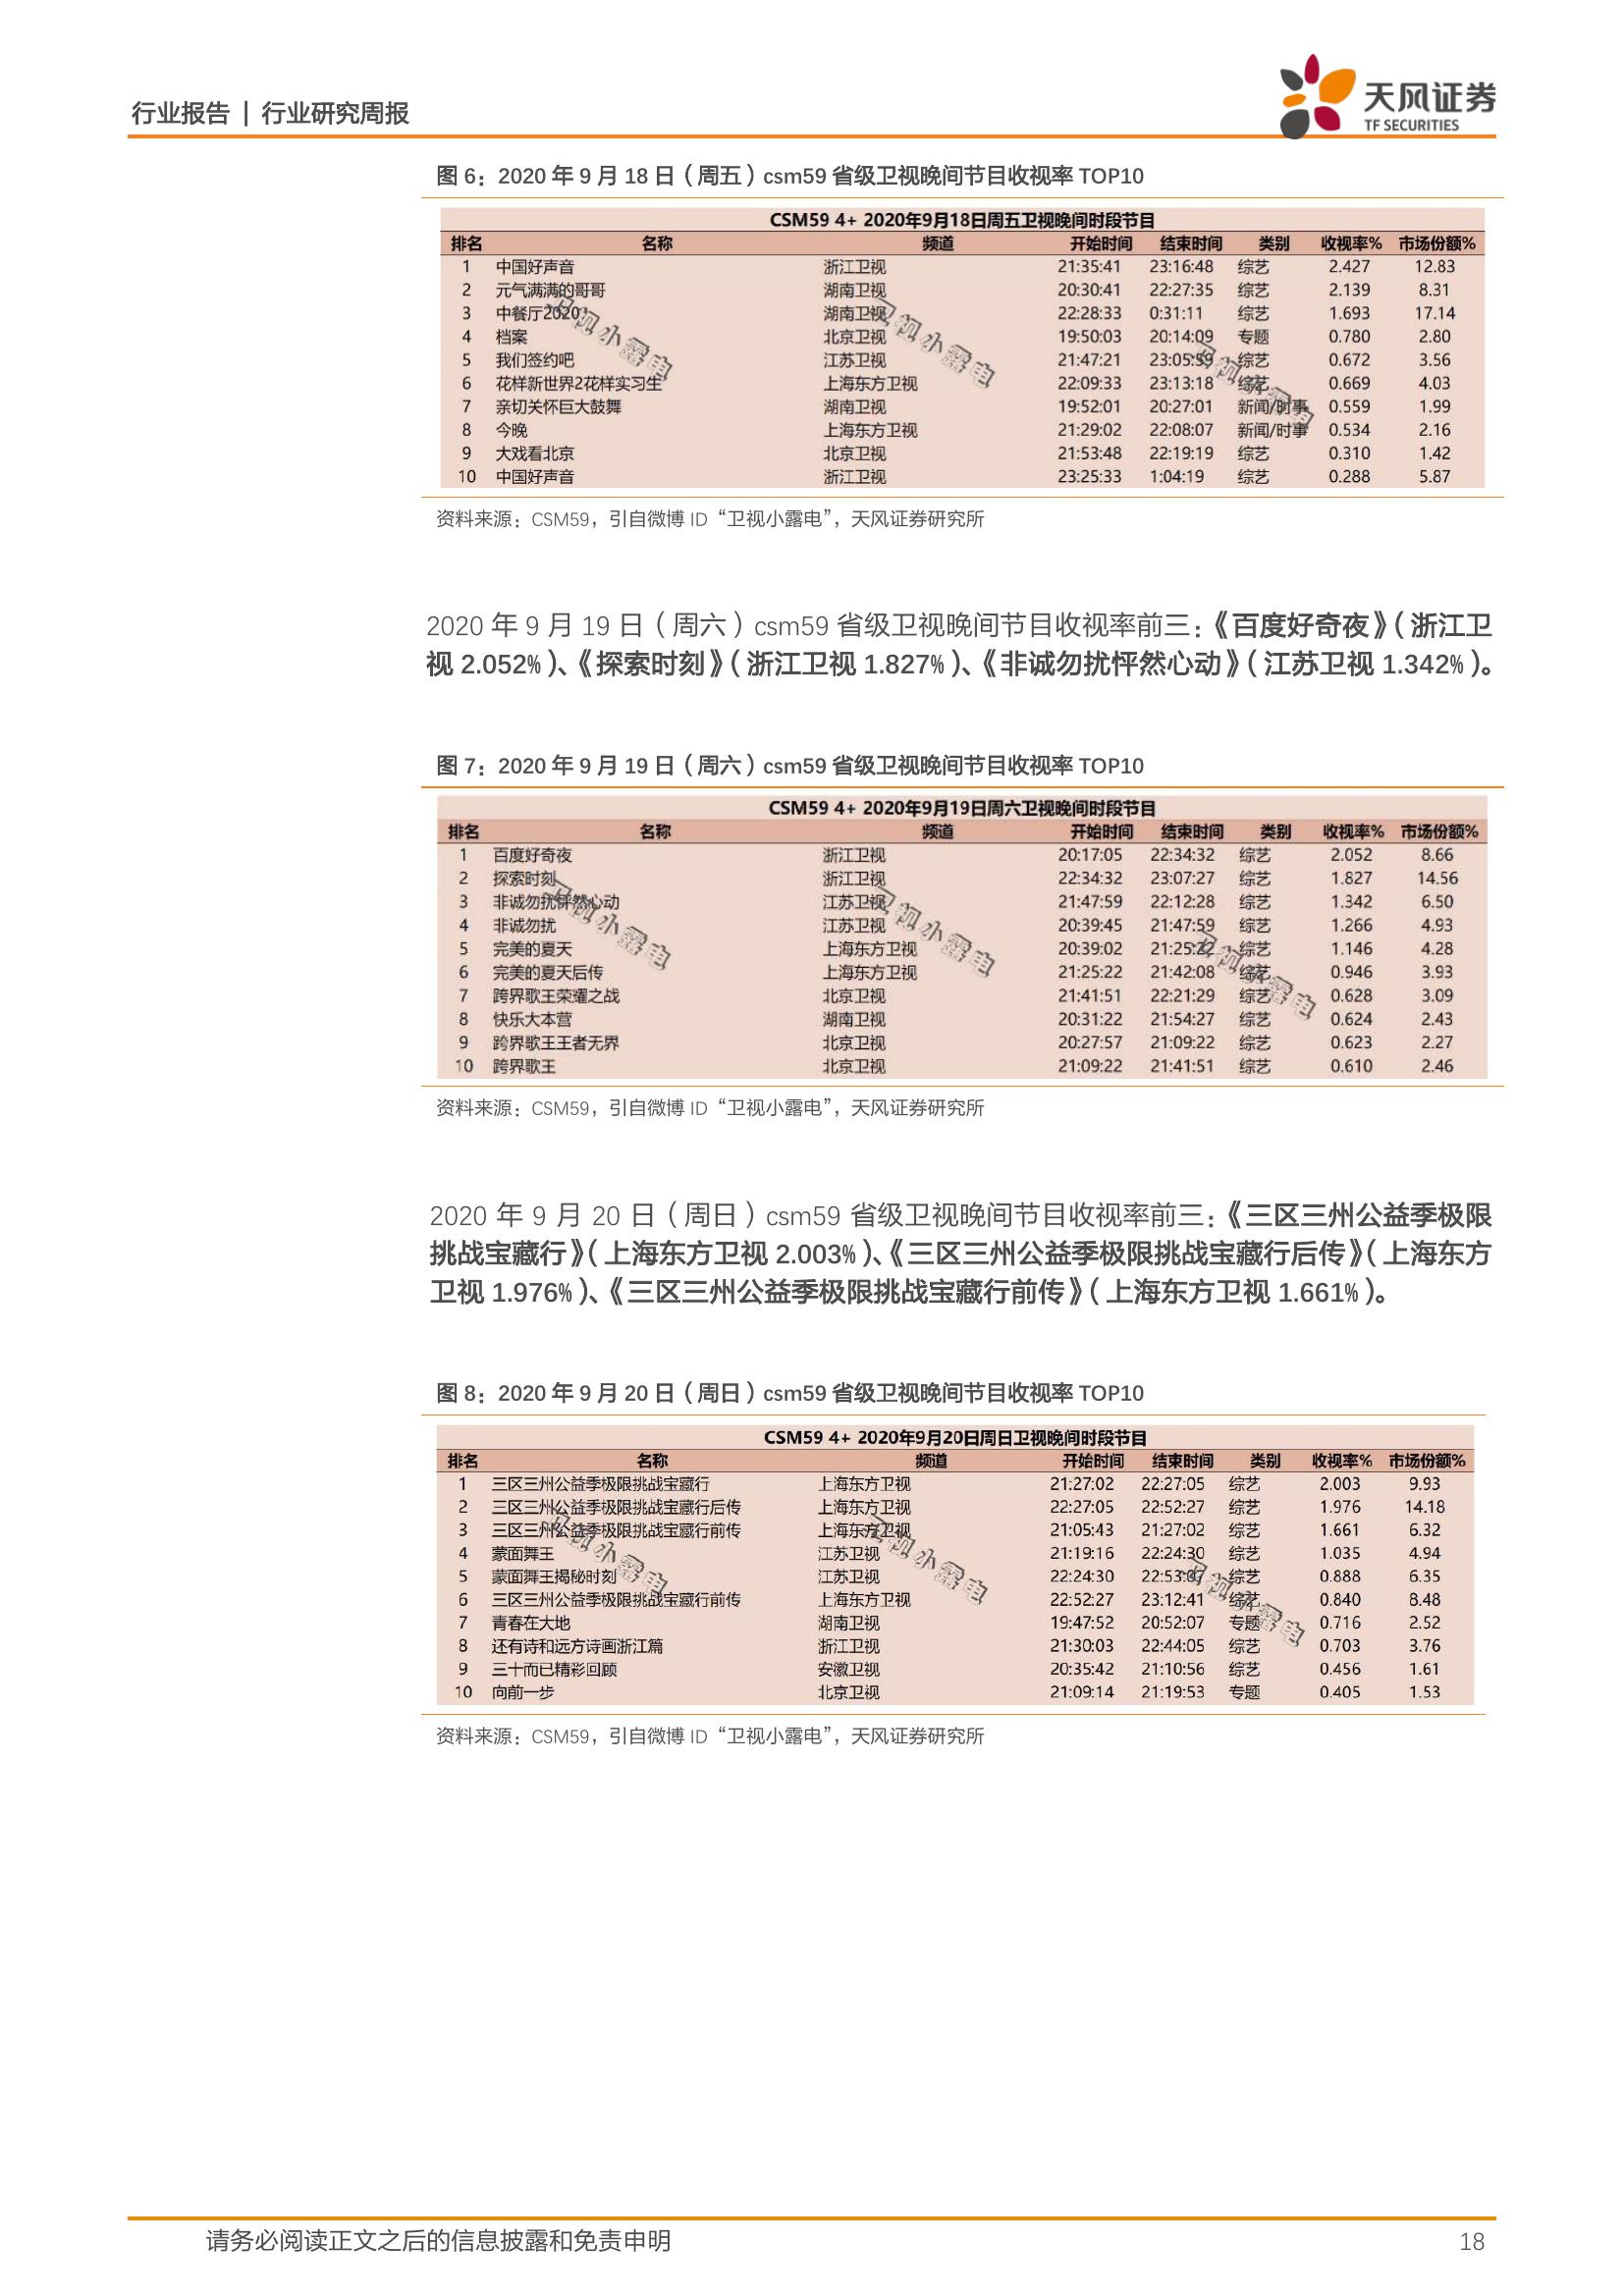 行业报告 | 行业研究周报
天风证券
TF SECURITIES
图 6：2020 年 9 月 18 日（周五）csm59 省级卫视晚间节目收视率 TOP10
CSM59 4+ 2020年9月18日周五卫视晚间时段节目
排名 名称 频道 开始时间 结束时间 类别 收视率% 市场份额%
1 中国好声音 浙江卫视 21:35:41 23:16:48 综艺 2.427 12.83
2 元气满满的哥哥 湖南卫视 20:30:41 22:27:35 综艺 2.139 8.31
3 中餐厅2020 湖南卫视 22:28:33 0:31:11 综艺 1.693 17.14
4 档案 北京卫视 19:50:03 20:14:09 专题 0.780 2.80
5 我们签约吧 江苏卫视 21:47:21 23:05:59 综艺 0.672 3.56
6 花样新世界2花样实习生 上海东方卫视 22:09:33 23:13:18 综艺 0.669 4.03
7 亲切关怀巨大鼓舞 湖南卫视 19:52:01 20:27:01 新闻/时事 0.559 1.99
8 今晚 上海东方卫视 21:29:02 22:08:07 新闻/时事 0.534 2.16
9 大戏看北京 北京卫视 21:53:48 22:19:19 综艺 0.310 1.42
10 中国好声音 浙江卫视 23:25:33 1:04:19 综艺 0.288 5.87
资料来源：CSM59，引自微博 ID“卫视小露电”，天风证券研究所
2020 年 9 月 19 日（周六）csm59 省级卫视晚间节目收视率前三：《百度好奇夜》（浙江卫
视 2.052%）、《探索时刻》（浙江卫视 1.827%）、《非诚勿扰怦然心动》（江苏卫视 1.342%）。
图 7：2020 年 9 月 19 日（周六）csm59 省级卫视晚间节目收视率 TOP10
CSM59 4+ 2020年9月19日周六卫视晚间时段节目
排名 名称 频道 开始时间 结束时间 类别 收视率% 市场份额%
1 百度好奇夜 浙江卫视 20:17:05 22:34:32 综艺 2.052 8.66
2 探索时刻 浙江卫视 22:34:32 23:07:27 综艺 1.827 14.56
3 非诚勿扰怦然心动 江苏卫视 21:47:59 22:12:28 综艺 1.342 6.50
4 非诚勿扰 江苏卫视 20:39:45 21:47:59 综艺 1.266 4.93
5 完美的夏天 上海东方卫视 20:39:02 21:25:22 综艺 1.146 4.28
6 完美的夏天后传 上海东方卫视 21:25:22 21:42:08 综艺 0.946 3.93
7 跨界歌王荣耀之战 北京卫视 21:41:51 22:21:29 综艺 0.628 3.09
8 快乐大本营 湖南卫视 20:31:22 21:54:27 综艺 0.624 2.43
9 跨界歌王王者无界 北京卫视 20:27:57 21:09:22 综艺 0.623 2.27
10 跨界歌王 北京卫视 21:09:22 21:41:51 综艺 0.610 2.46
资料来源：CSM59，引自微博 ID“卫视小露电”，天风证券研究所
2020 年 9 月 20 日（周日）csm59 省级卫视晚间节目收视率前三：《三区三州公益季极限
挑战宝藏行》（上海东方卫视 2.003%）、《三区三州公益季极限挑战宝藏行后传》（上海东方
卫视 1.976%）、《三区三州公益季极限挑战宝藏行前传》（上海东方卫视 1.661%）。
图 8：2020 年 9 月 20 日（周日）csm59 省级卫视晚间节目收视率 TOP10
CSM59 4+ 2020年9月20日周日卫视晚间时段节目
排名 名称 频道 开始时间 结束时间 类别 收视率% 市场份额%
1 三区三州公益季极限挑战宝藏行 上海东方卫视 21:27:02 22:27:05 综艺 2.003 9.93
2 三区三州公益季极限挑战宝藏行后传 上海东方卫视 22:27:05 22:52:27 综艺 1.976 14.18
3 三区三州公益季极限挑战宝藏行前传 上海东方卫视 21:05:43 21:27:02 综艺 1.661 6.32
4 蒙面舞王 江苏卫视 21:19:16 22:24:30 综艺 1.035 4.94
5 蒙面舞王揭秘时刻 江苏卫视 22:24:30 综艺 0.888 6.35
6 三区三州公益季极限挑战宝藏行前传 上海东方卫视 22:52:27 23:12:41 综艺 0.840 8.48
7 青春在大地 湖南卫视 19:47:52 20:52:07 专题 0.716 2.52
8 还有诗和远方诗画浙江篇 浙江卫视 21:30:03 22:44:05 综艺 0.703 3.76
9 三十而已精彩回顾 安徽卫视 20:35:42 21:10:56 综艺 0.456 1.61
10 向前一步 北京卫视 21:09:14 21:19:53 专题 0.405 1.53
资料来源：CSM59，引自微博 ID“卫视小露电”，天风证券研究所
请务必阅读正文之后的信息披露和免责申明 18